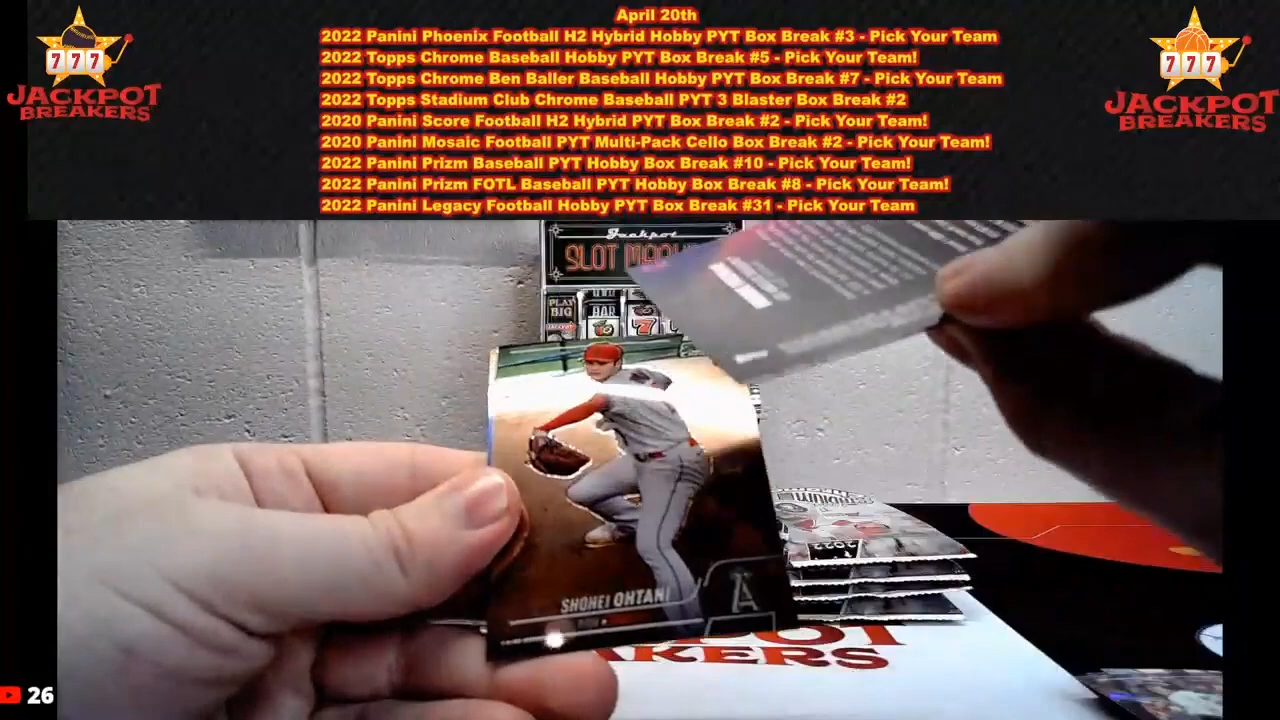 April 20th
2022 Panini Phoenix Football H2 Hybrid Hobby PYT Box Break #3 - Pick Your Team
2022 Topps Chrome Baseball Hobby PYT Box Break #5 - Pick Your Team!
2022 Topps Chrome Ben Baller Baseball Hobby PYT Box Break #7 - Pick Your Team
2022 Topps Stadium Club Chrome Baseball PYT 3 Blaster Box Break #2
2020 Panini Score Football H2 Hybrid PYT Box Break #2 - Pick Your Team!
2020 Panini Mosaic Football PYT Multi-Pack Cello Box Break #2 - Pick Your Team!
2022 Panini Prizm Baseball PYT Hobby Box Break #10 - Pick Your Team!
2022 Panini Prizm FOTL Baseball PYT Hobby Box Break #8 - Pick Your Team!
2022 Panini Legacy Football Hobby PYT Box Break #31 - Pick Your Team
777
JACKPOT
BREAKERS
777
JACKPOT
BREAKERS
Jackpot
SLOT
PLAY
BIG
BAR
7
SHOHEI OHTANI
A
2022
BREAKERS
26